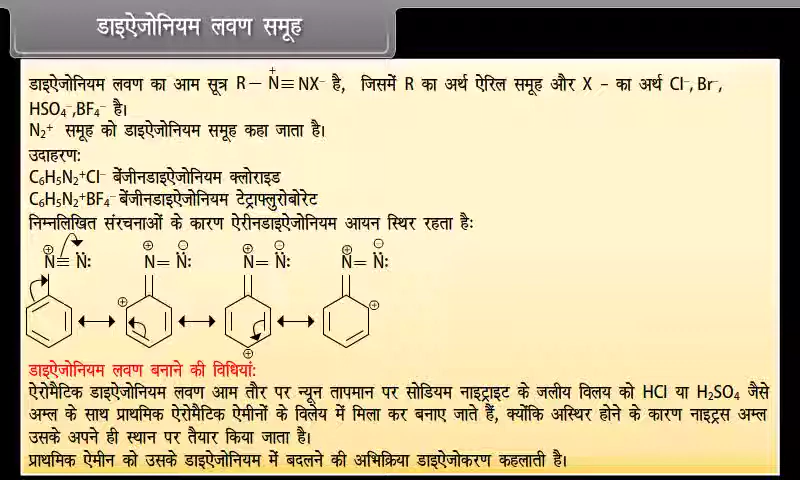 डाइऐजोनियम लवण समूह
डाइऐजोनियम लवण का आम सूत्र R − N⁺≡NX⁻ है, जिसमें R का अर्थ ऐरिल समूह और X - का अर्थ Cl⁻, Br⁻,
HSO₄⁻,BF₄⁻ है।
N₂⁺ समूह को डाइऐजोनियम समूह कहा जाता है।
उदाहरण:
C₆H₅N₂⁺Cl⁻ बेंजीनडाइऐजोनियम क्लोराइड
C₆H₅N₂⁺BF₄⁻ बेंजीनडाइऐजोनियम टेट्राफ्लुरोबोरेट
निम्नलिखित संरचनाओं के कारण ऐरीनडाइऐजोनियम आयन स्थिर रहता है:
⊕ ⊕ ⊖ ⊕ ⊖ ⊕ ⊖
N≡N: N=N: N=N: N=N:
⊕ ⊕
⊕
डाइऐजोनियम लवण बनाने की विधियां:
ऐरोमैटिक डाइऐजोनियम लवण आम तौर पर न्यून तापमान पर सोडियम नाइट्राइट के जलीय विलय को HCl या H₂SO₄ जैसे
अम्ल के साथ प्राथमिक ऐरोमैटिक ऐमीनों के विलेय में मिला कर बनाए जाते हैं, क्योंकि अस्थिर होने के कारण नाइट्रस अम्ल
उसके अपने ही स्थान पर तैयार किया जाता है।
प्राथमिक ऐमीन को उसके डाइऐजोनियम में बदलने की अभिक्रिया डाइऐजोकरण कहलाती है।